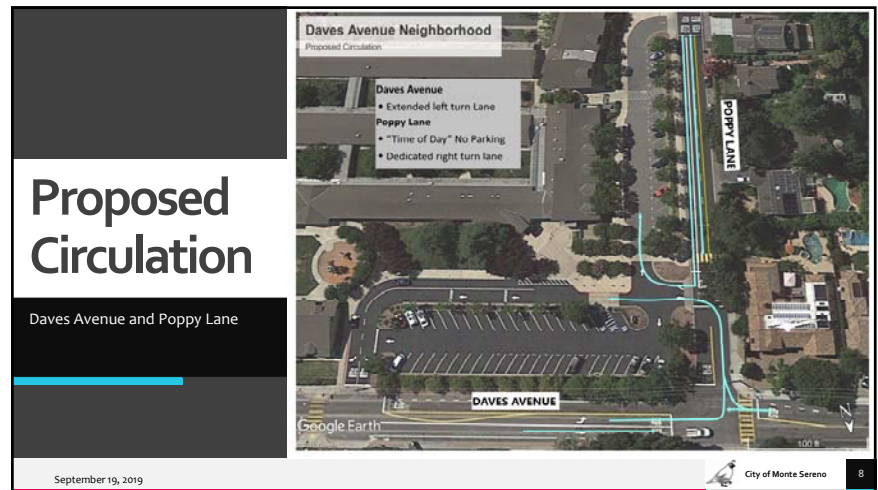 Proposed
Circulation
Daves Avenue and Poppy Lane
Daves Avenue Neighborhood
Proposed Circulation
Daves Avenue
• Extended left turn Lane
Poppy Lane
• "Time of Day" No Parking
• Dedicated right turn lane
POPPY LANE
DAVES AVENUE
Google Earth
N
100 ft
September 19, 2019
City of Monte Sereno
8